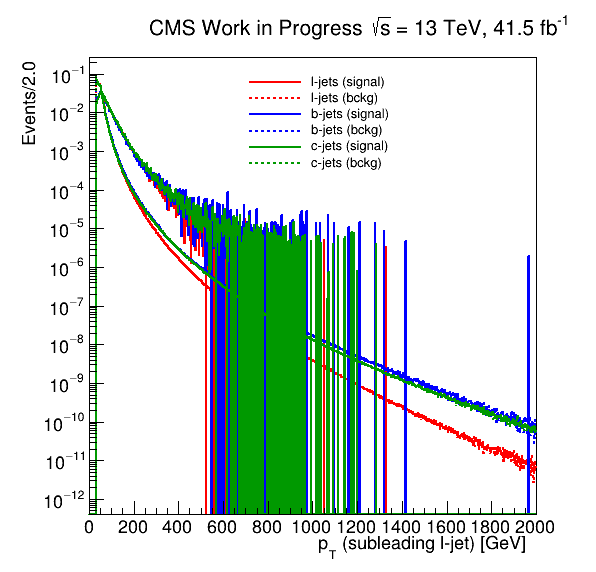 CMS Work in Progress √s = 13 TeV, 41.5 fb⁻¹
Events/2.0
l-jets (signal)
l-jets (bckg)
b-jets (signal)
b-jets (bckg)
c-jets (signal)
c-jets (bckg)
10⁻¹
10⁻²
10⁻³
10⁻⁴
10⁻⁵
10⁻⁶
10⁻⁷
10⁻⁸
10⁻⁹
10⁻¹⁰
10⁻¹¹
10⁻¹²
0 200 400 600 800 1000 1200 1400 1600 1800 2000
p_T (subleading l-jet) [GeV]